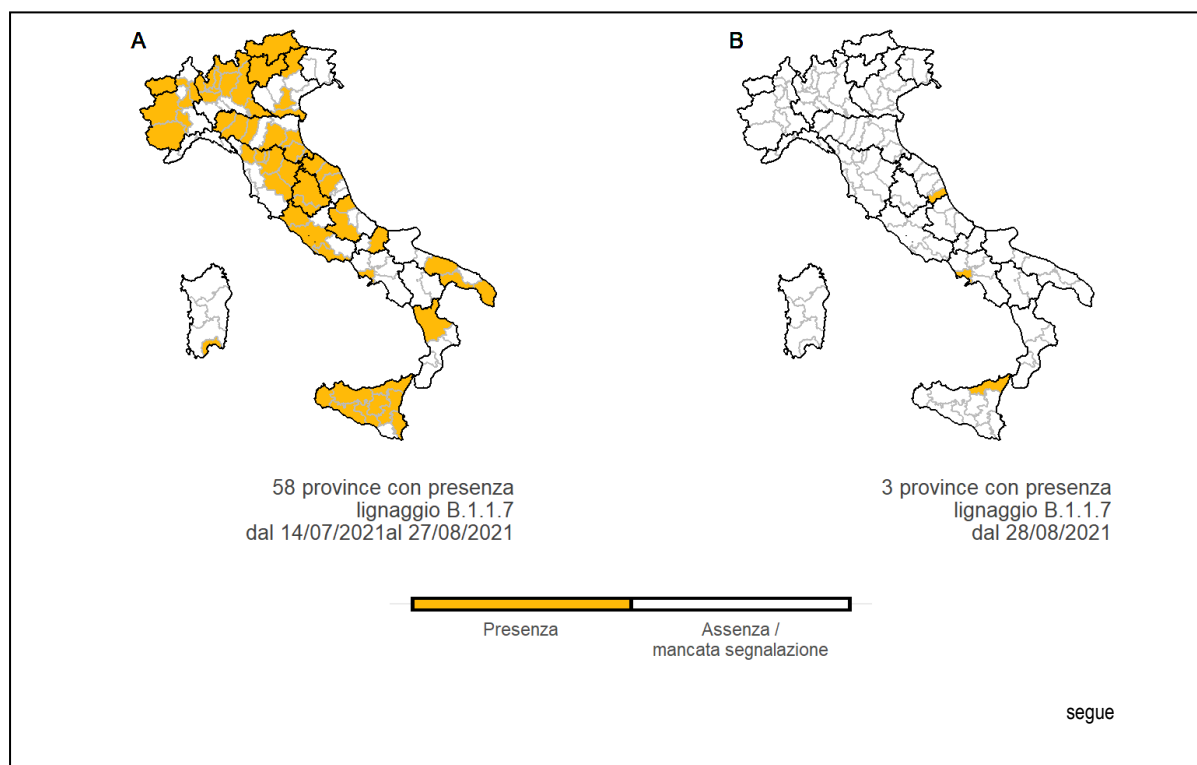 A
B
58 province con presenza
lignaggio B.1.1.7
dal 14/07/2021al 27/08/2021
3 province con presenza
lignaggio B.1.1.7
dal 28/08/2021
Presenza
Assenza /
mancata segnalazione
segue